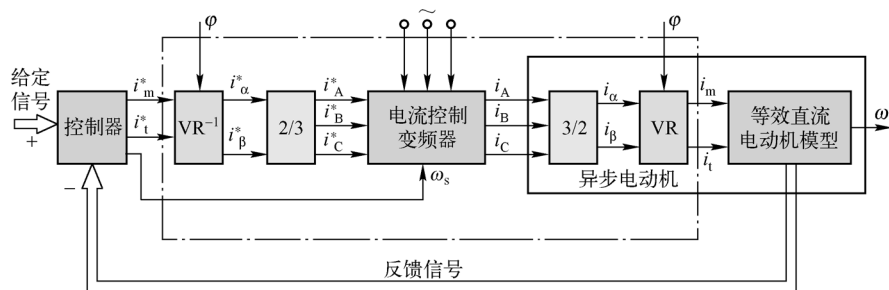 给定
信号
+
−
控制器
i*m
i*t
φ
VR⁻¹
i*α
i*β
2/3
i*A
i*B
i*C
~
电流控制
变频器
ωs
iA
iB
iC
3/2
iα
iβ
φ
VR
im
it
等效直流
电动机模型
ω
异步电动机
反馈信号